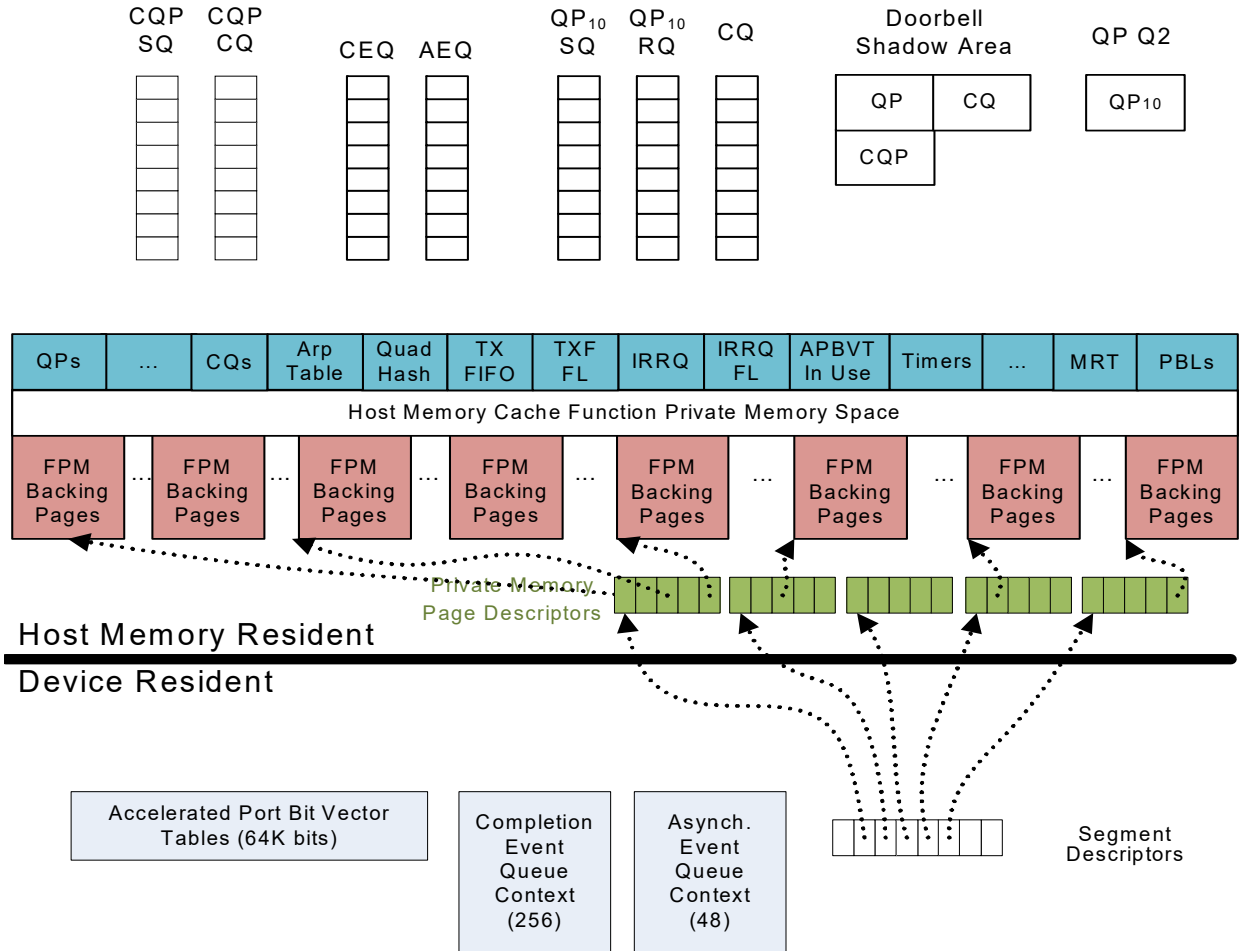 CQP SQ
CQP CQ
CEQ
AEQ
QP10 SQ
QP10 RQ
CQ
Doorbell
Shadow Area
QP Q2
QP
CQ
QP10
CQP
QPs
...
CQs
Arp
Table
Quad
Hash
TX
FIFO
TXF
FL
IRRQ
IRRQ
FL
APBVT
In Use
Timers
...
MRT
PBLs
Host Memory Cache Function Private Memory Space
FPM
Backing
Pages
...
FPM
Backing
Pages
...
FPM
Backing
Pages
...
FPM
Backing
Pages
...
FPM
Backing
Pages
...
FPM
Backing
Pages
...
FPM
Backing
Pages
...
FPM
Backing
Pages
Private Memory
Page Descriptors
Host Memory Resident
Device Resident
Accelerated Port Bit Vector
Tables (64K bits)
Completion
Event
Queue
Context
(256)
Asynch.
Event
Queue
Context
(48)
Segment
Descriptors